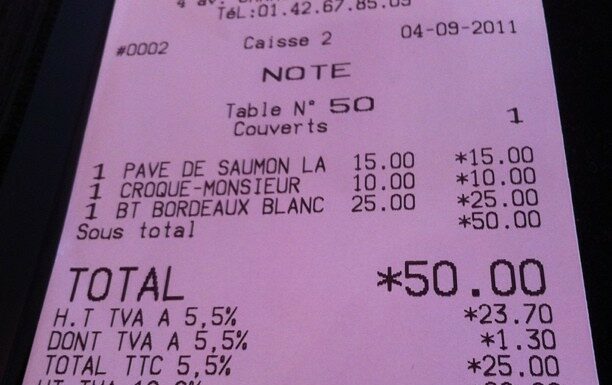 TéL:01.42.67.85.03
#0002 Caisse 2 04-09-2011
NOTE
Table N° 50
Couverts 1
1 PAVE DE SAUMON LA 15.00 *15.00
1 CROQUE-MONSIEUR 10.00 *10.00
1 BT BORDEAUX BLANC 25.00 *25.00
Sous total *50.00
TOTAL *50.00
H.T TVA A 5,5% *23.70
DONT TVA A 5,5% *1.30
TOTAL TTC 5,5% *25.00